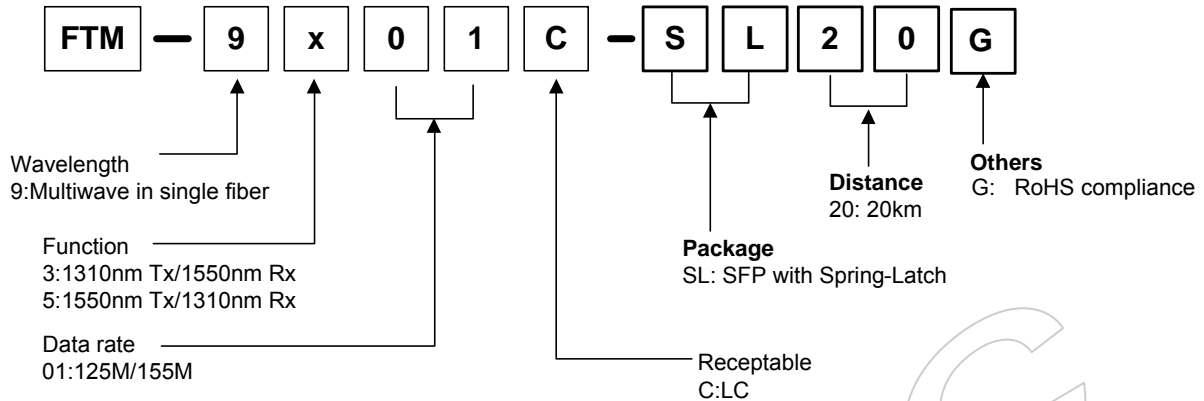 FTM — 9 x 0 1 C — S L 2 0 G
Wavelength
9:Multiwave in single fiber
Function
3:1310nm Tx/1550nm Rx
5:1550nm Tx/1310nm Rx
Data rate
01:125M/155M
Receptable
C:LC
Package
SL: SFP with Spring-Latch
Distance
20: 20km
Others
G: RoHS compliance